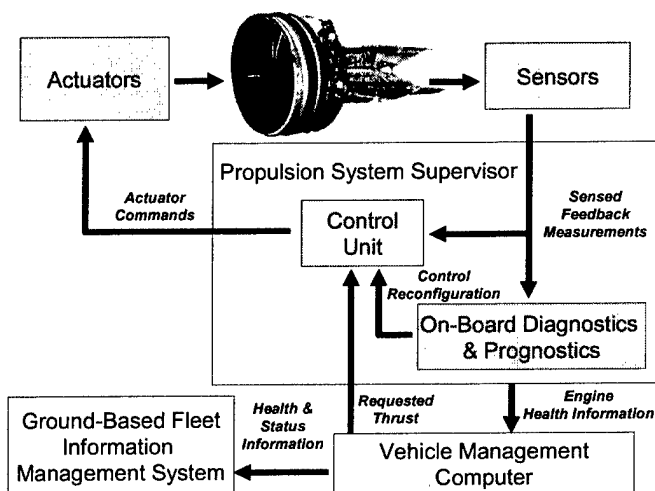 Actuators
Sensors
Propulsion System Supervisor
Actuator
Commands
Control
Unit
Sensed
Feedback
Measurements
Control
Reconfiguration
On-Board Diagnostics
& Prognostics
Ground-Based Fleet
Information
Management System
Health &
Status
Information
Requested
Thrust
Engine
Health Information
Vehicle Management
Computer